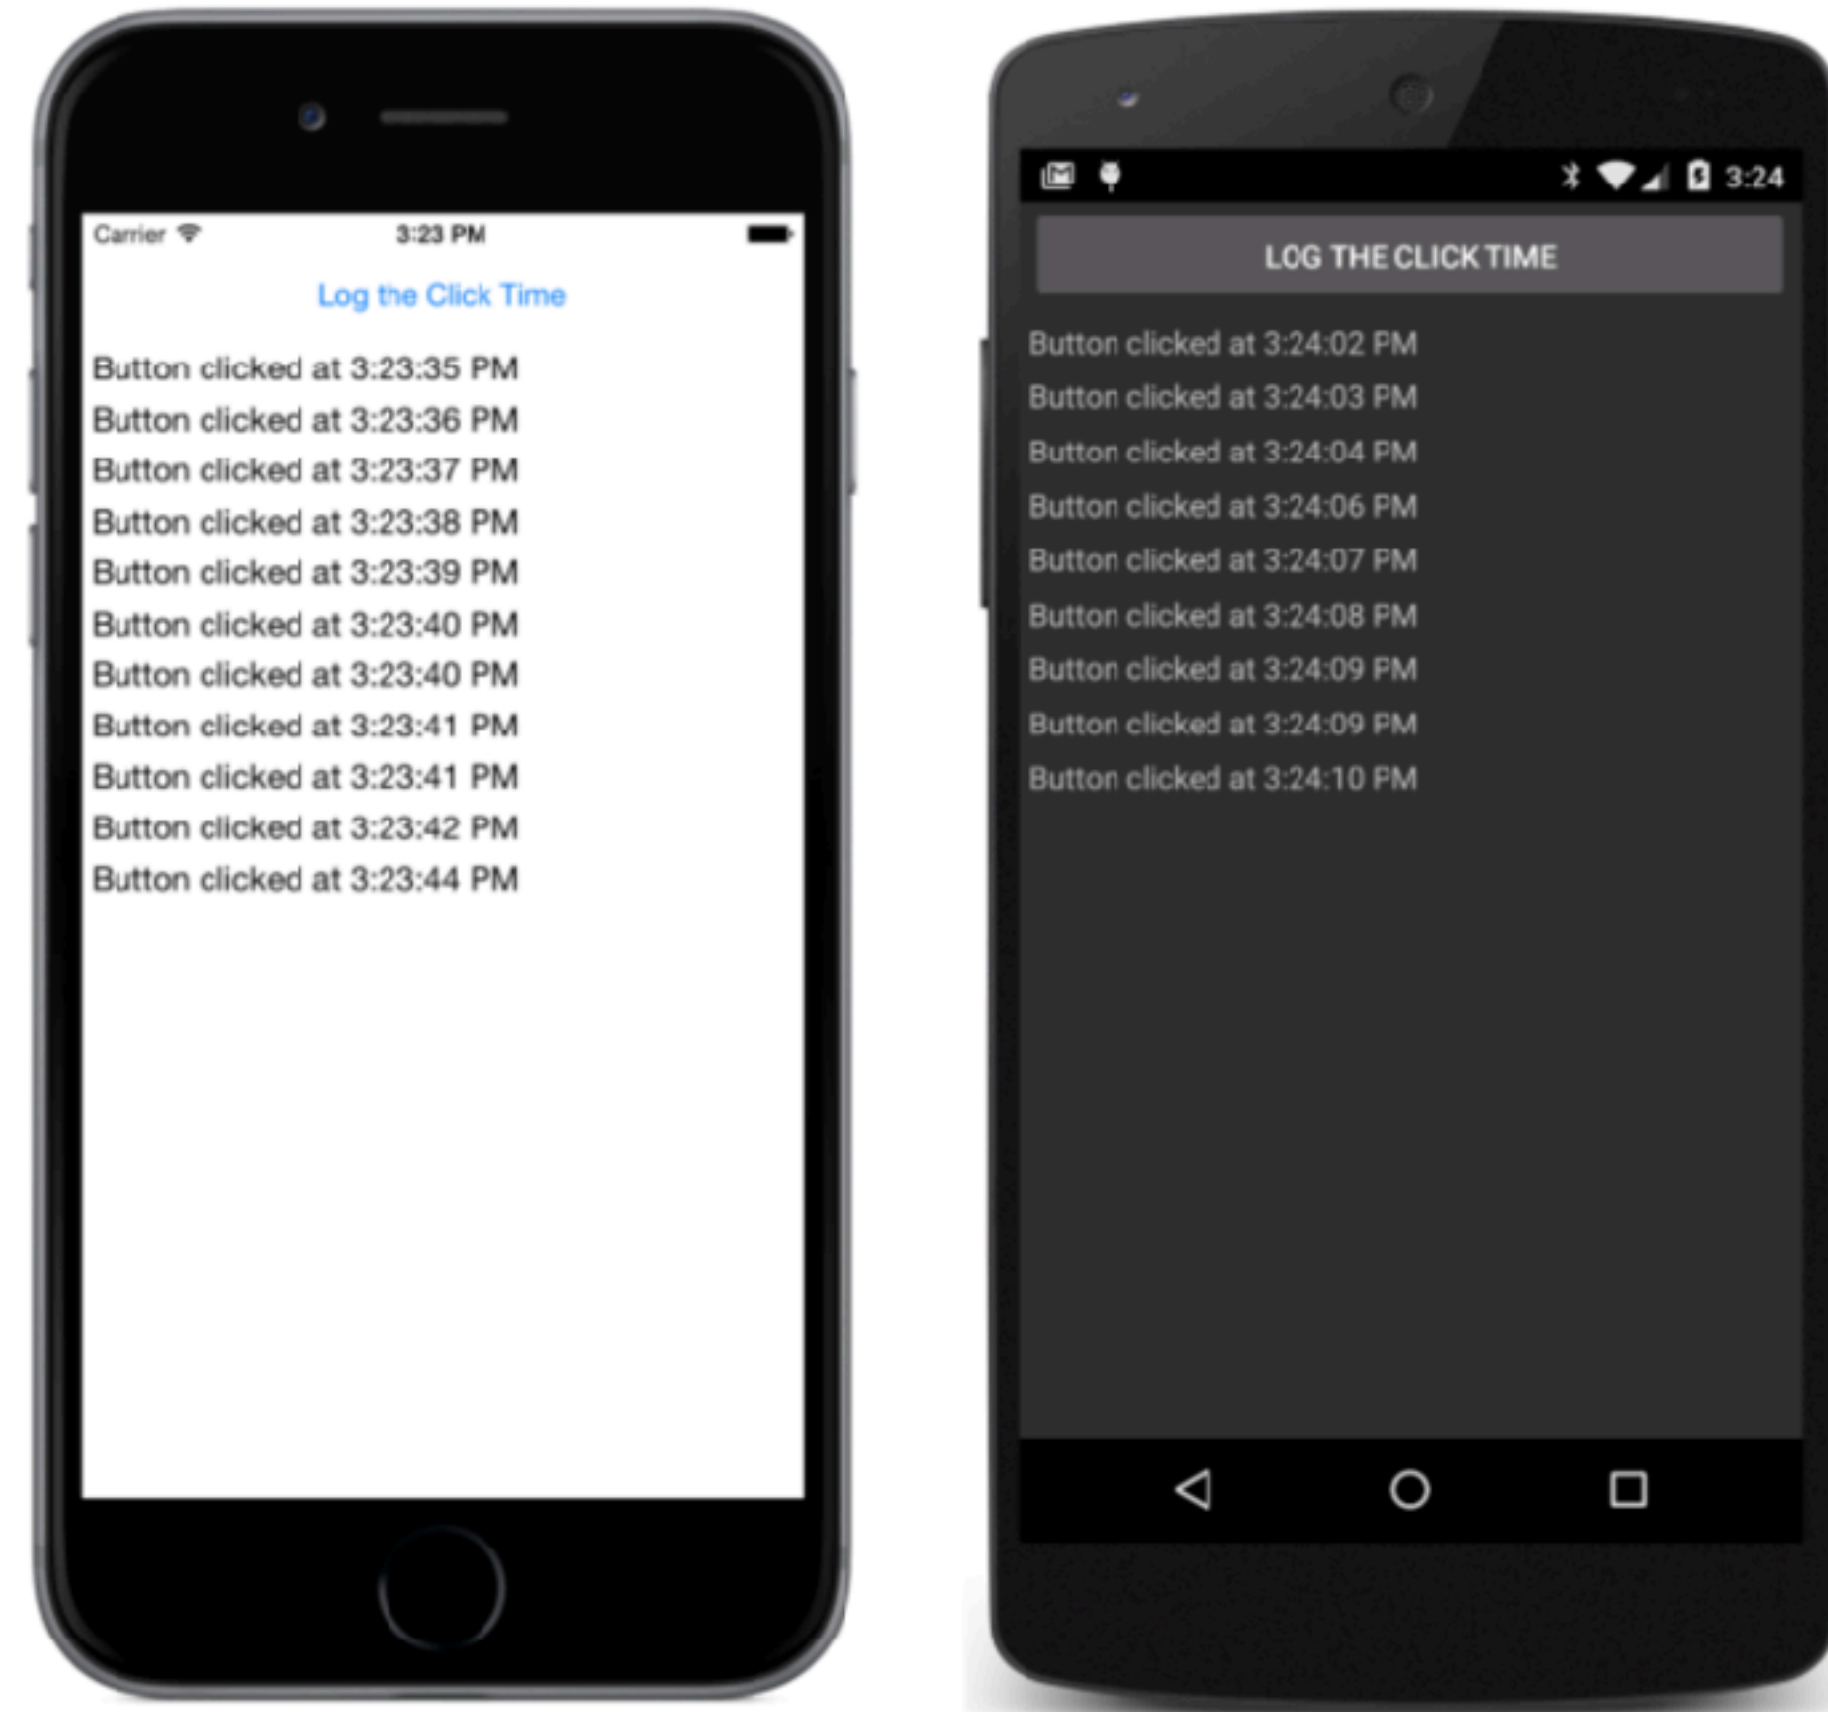 Carrier 3:23 PM
Log the Click Time
Button clicked at 3:23:35 PM
Button clicked at 3:23:36 PM
Button clicked at 3:23:37 PM
Button clicked at 3:23:38 PM
Button clicked at 3:23:39 PM
Button clicked at 3:23:40 PM
Button clicked at 3:23:40 PM
Button clicked at 3:23:41 PM
Button clicked at 3:23:41 PM
Button clicked at 3:23:42 PM
Button clicked at 3:23:44 PM
3:24
LOG THE CLICK TIME
Button clicked at 3:24:02 PM
Button clicked at 3:24:03 PM
Button clicked at 3:24:04 PM
Button clicked at 3:24:06 PM
Button clicked at 3:24:07 PM
Button clicked at 3:24:08 PM
Button clicked at 3:24:09 PM
Button clicked at 3:24:09 PM
Button clicked at 3:24:10 PM